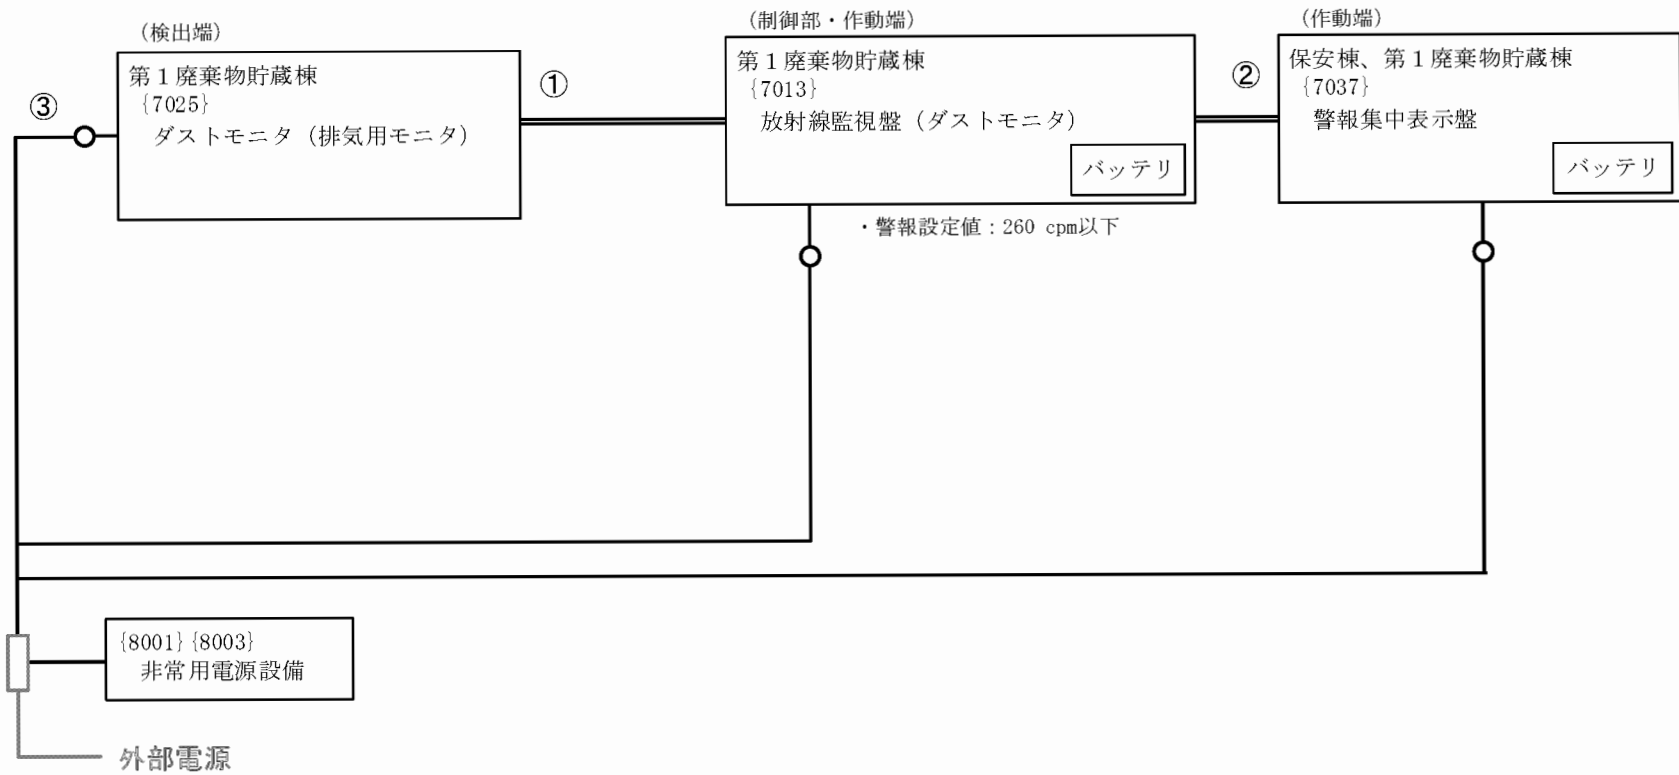 （検出端）
第１廃棄物貯蔵棟
{7025}
ダストモニタ（排気用モニタ）
③
①
（制御部・作動端）
第１廃棄物貯蔵棟
{7013}
放射線監視盤（ダストモニタ）
バッテリ
・警報設定値：260 cpm以下
②
（作動端）
保安棟、第１廃棄物貯蔵棟
{7037}
警報集中表示盤
バッテリ
{8001} {8003}
非常用電源設備
外部電源